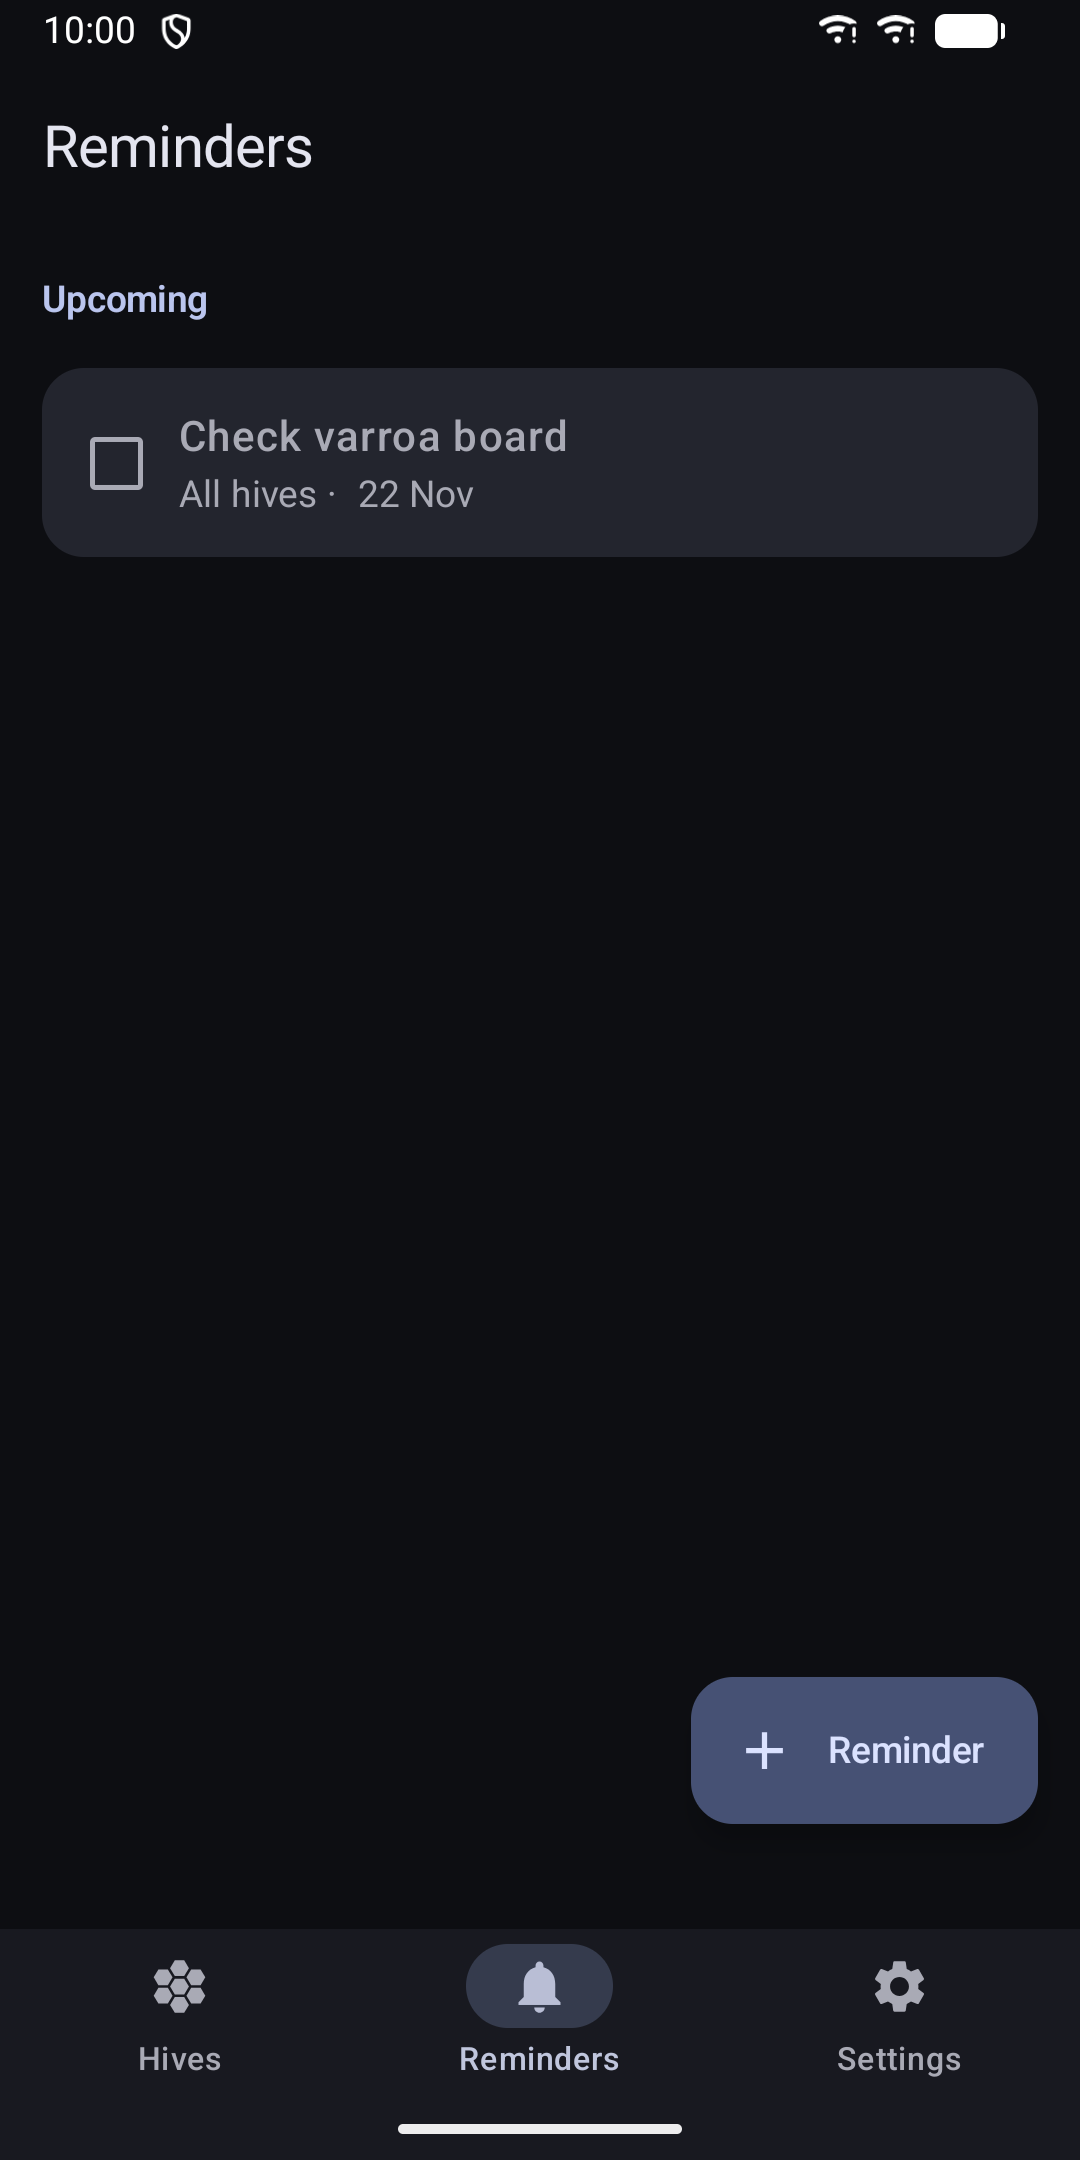 10:00
Reminders
Upcoming
Check varroa board
All hives · 22 Nov
Reminder
Hives
Reminders
Settings